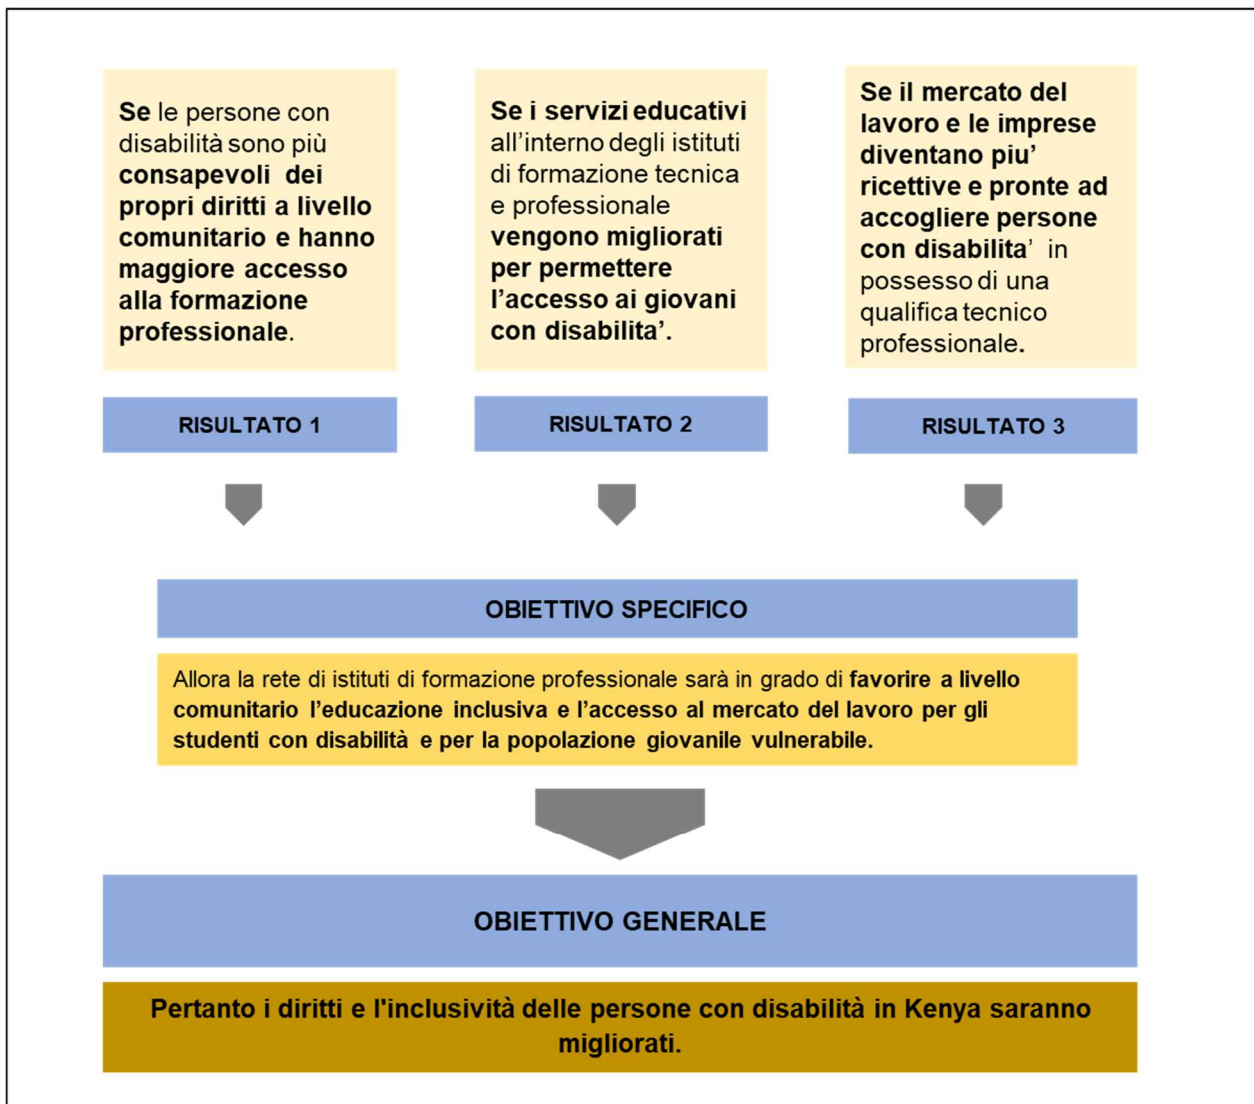 Se le persone con
disabilità sono più
consapevoli dei
propri diritti a livello
comunitario e hanno
maggiore accesso
alla formazione
professionale.
RISULTATO 1
Se i servizi educativi
all’interno degli istituti
di formazione tecnica
e professionale
vengono migliorati
per permettere
l’accesso ai giovani
con disabilita’.
RISULTATO 2
Se il mercato del
lavoro e le imprese
diventano piu’
ricettive e pronte ad
accogliere persone
con disabilita’ in
possesso di una
qualifica tecnico
professionale.
RISULTATO 3
OBIETTIVO SPECIFICO
Allora la rete di istituti di formazione professionale sarà in grado di favorire a livello
comunitario l’educazione inclusiva e l’accesso al mercato del lavoro per gli
studenti con disabilità e per la popolazione giovanile vulnerabile.
OBIETTIVO GENERALE
Pertanto i diritti e l'inclusività delle persone con disabilità in Kenya saranno
migliorati.